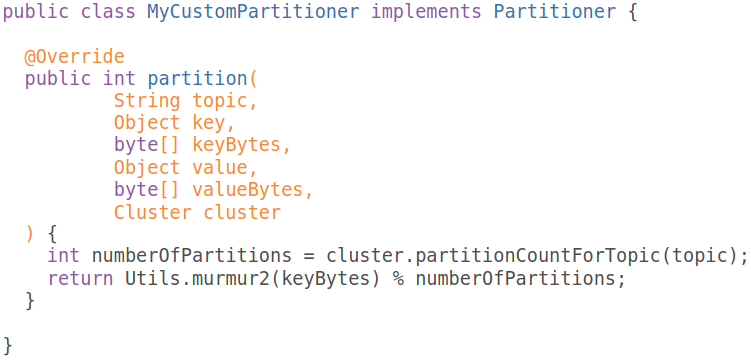 public class MyCustomPartitioner implements Partitioner {
@Override
public int partition(
String topic,
Object key,
byte[] keyBytes,
Object value,
byte[] valueBytes,
Cluster cluster
) {
int numberOfPartitions = cluster.partitionCountForTopic(topic);
return Utils.murmur2(keyBytes) % numberOfPartitions;
}
}